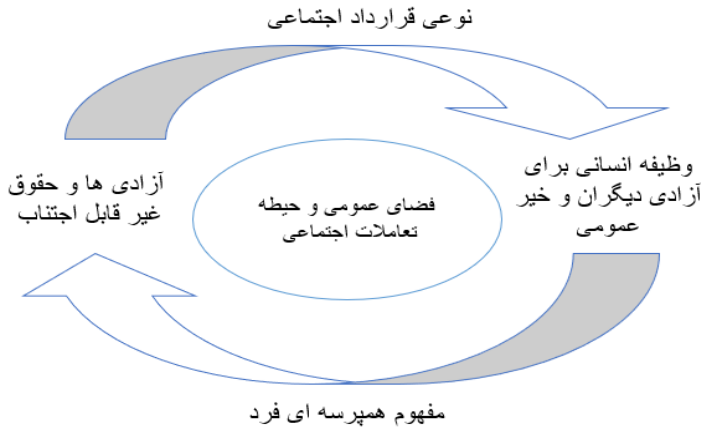 نوعی قرارداد اجتماعی
وظیفه انسانی برای
آزادی دیگران و خیر
عمومی
فضای عمومی و حیطه
تعاملات اجتماعی
آزادی ها و حقوق
غیر قابل اجتناب
مفهوم همپرسه ای فرد